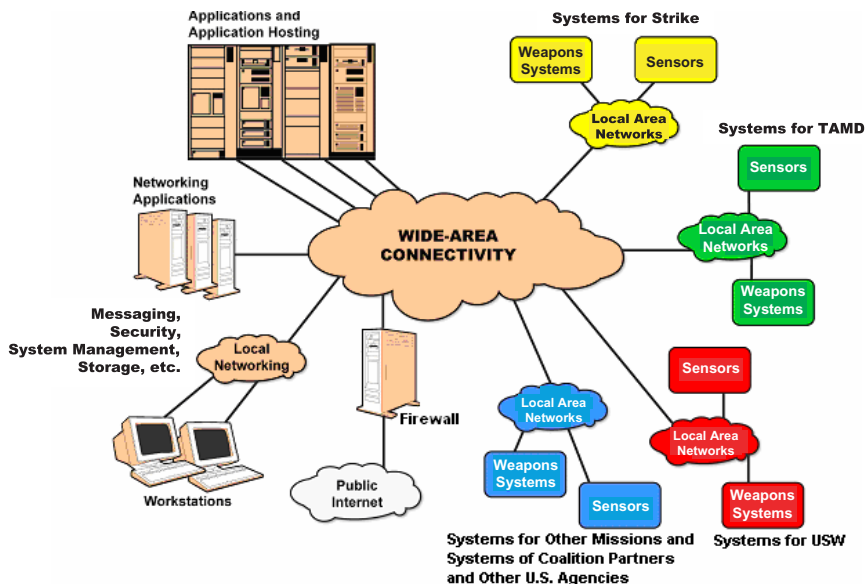 Applications and
Application Hosting
Systems for Strike
Weapons
Systems
Sensors
Local Area
Networks
Systems for TAMD
Sensors
Local Area
Networks
Weapons
Systems
Networking
Applications
WIDE-AREA
CONNECTIVITY
Messaging,
Security,
System Management,
Storage, etc.
Local
Networking
Workstations
Firewall
Public
Internet
Local Area
Networks
Weapons
Systems
Sensors
Systems for Other Missions and
Systems of Coalition Partners
and Other U.S. Agencies
Sensors
Local Area
Networks
Weapons
Systems
Systems for USW